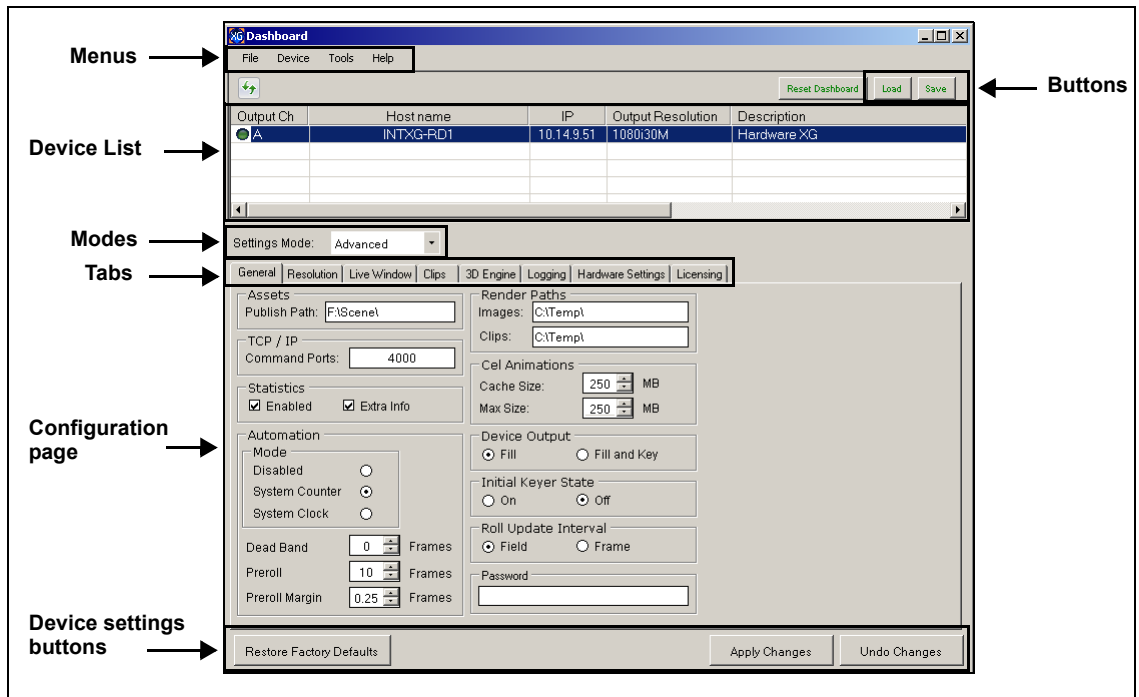 XG Dashboard
Menus
File Device Tools Help
Reset Dashboard Load Save
Buttons
Output Ch Host name IP Output Resolution Description
A INTXG-RD1 10.14.9.51 1080i30M Hardware XG
Device List
Modes
Settings Mode: Advanced
Tabs
General Resolution Live Window Clips 3D Engine Logging Hardware Settings Licensing
Assets
Publish Path: F:\Scene\
TCP / IP
Command Ports: 4000
Statistics
Enabled Extra Info
Configuration
page
Automation
Mode
Disabled
System Counter
System Clock
Dead Band 0 Frames
Preroll 10 Frames
Preroll Margin 0.25 Frames
Render Paths
Images: C:\Temp\
Clips: C:\Temp\
Cel Animations
Cache Size: 250 MB
Max Size: 250 MB
Device Output
Fill Fill and Key
Initial Keyer State
On Off
Roll Update Interval
Field Frame
Password
Device settings
buttons
Restore Factory Defaults Apply Changes Undo Changes